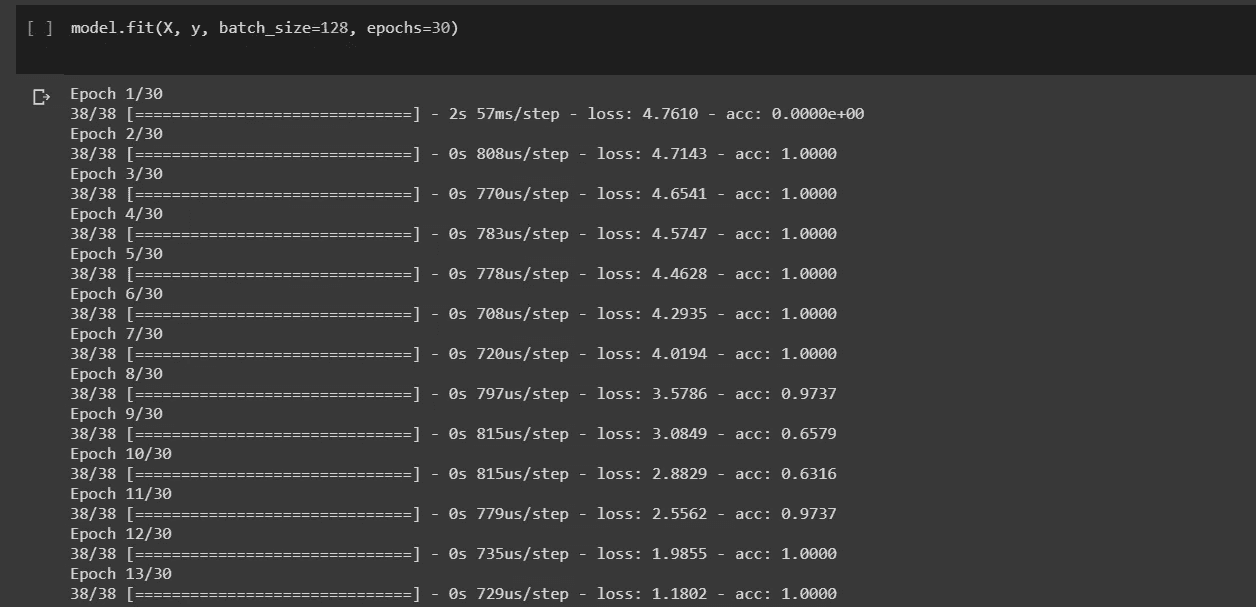 [ ] model.fit(X, y, batch_size=128, epochs=30)
Epoch 1/30
38/38 [==============================] - 2s 57ms/step - loss: 4.7610 - acc: 0.0000e+00
Epoch 2/30
38/38 [==============================] - 0s 808us/step - loss: 4.7143 - acc: 1.0000
Epoch 3/30
38/38 [==============================] - 0s 770us/step - loss: 4.6541 - acc: 1.0000
Epoch 4/30
38/38 [==============================] - 0s 783us/step - loss: 4.5747 - acc: 1.0000
Epoch 5/30
38/38 [==============================] - 0s 778us/step - loss: 4.4628 - acc: 1.0000
Epoch 6/30
38/38 [==============================] - 0s 708us/step - loss: 4.2935 - acc: 1.0000
Epoch 7/30
38/38 [==============================] - 0s 720us/step - loss: 4.0194 - acc: 1.0000
Epoch 8/30
38/38 [==============================] - 0s 797us/step - loss: 3.5786 - acc: 0.9737
Epoch 9/30
38/38 [==============================] - 0s 815us/step - loss: 3.0849 - acc: 0.6579
Epoch 10/30
38/38 [==============================] - 0s 815us/step - loss: 2.8829 - acc: 0.6316
Epoch 11/30
38/38 [==============================] - 0s 779us/step - loss: 2.5562 - acc: 0.9737
Epoch 12/30
38/38 [==============================] - 0s 735us/step - loss: 1.9855 - acc: 1.0000
Epoch 13/30
38/38 [==============================] - 0s 729us/step - loss: 1.1802 - acc: 1.0000